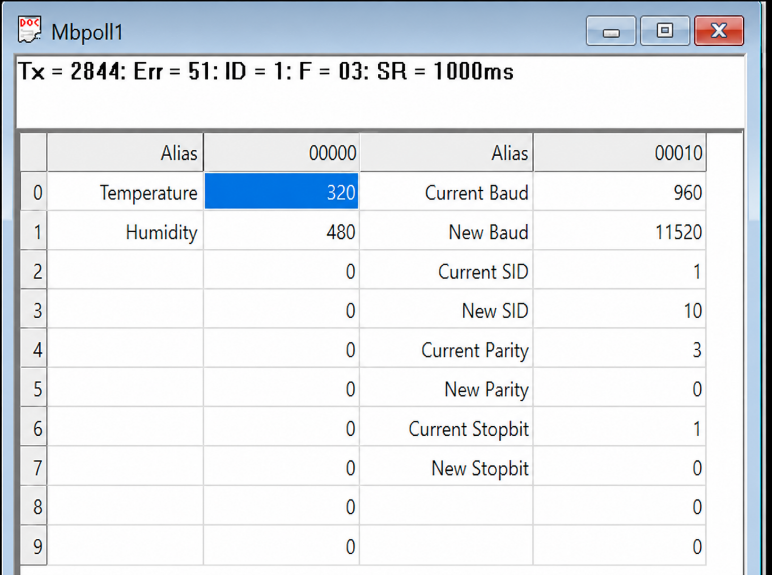 DOC
Mbpoll1
Tx = 2844: Err = 51: ID = 1: F = 03: SR = 1000ms
Alias 00000 Alias 00010
0 Temperature 320 Current Baud 960
1 Humidity 480 New Baud 11520
2 0 Current SID 1
3 0 New SID 10
4 0 Current Parity 3
5 0 New Parity 0
6 0 Current Stopbit 1
7 0 New Stopbit 0
8 0 0
9 0 0